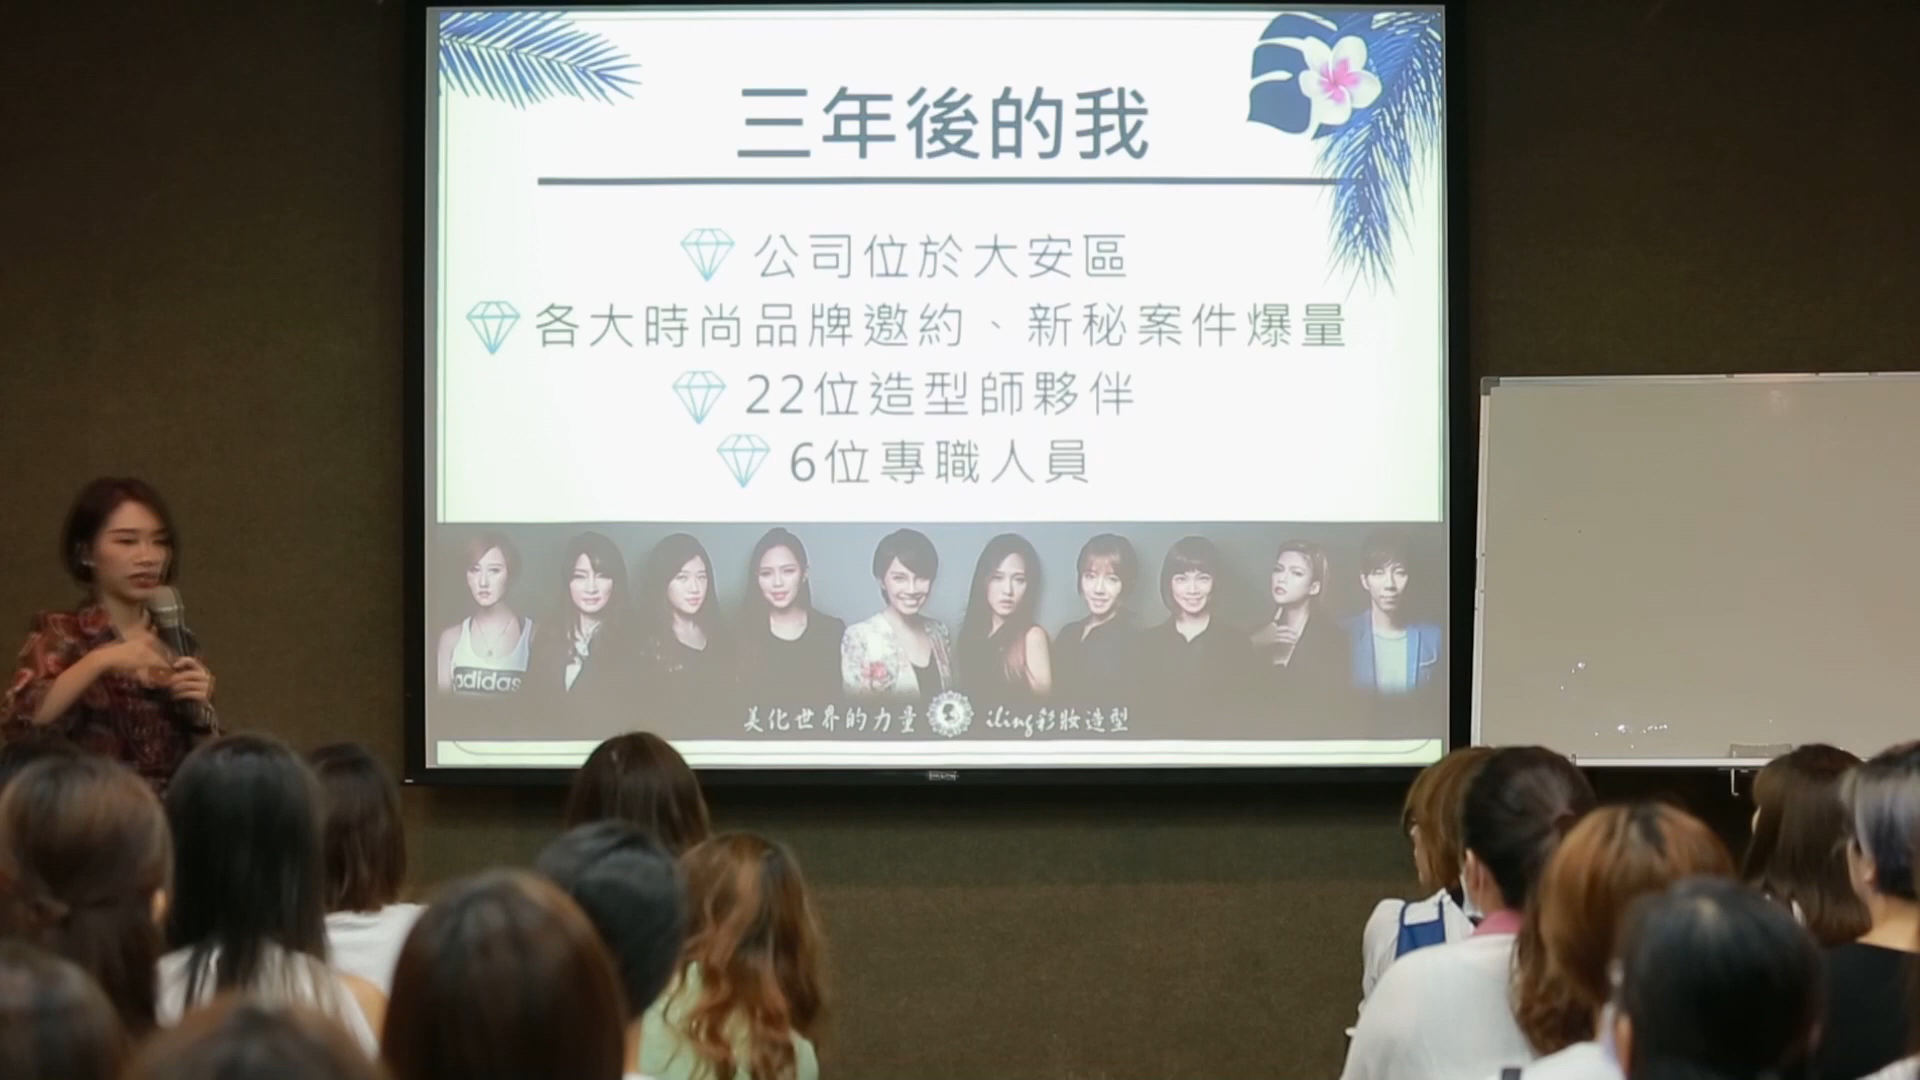 三年後的我
公司位於大安區
各大時尚品牌邀約、新秘案件爆量
22位造型師夥伴
6位專職人員
adidas
美化世界的力量 iling彩妝造型